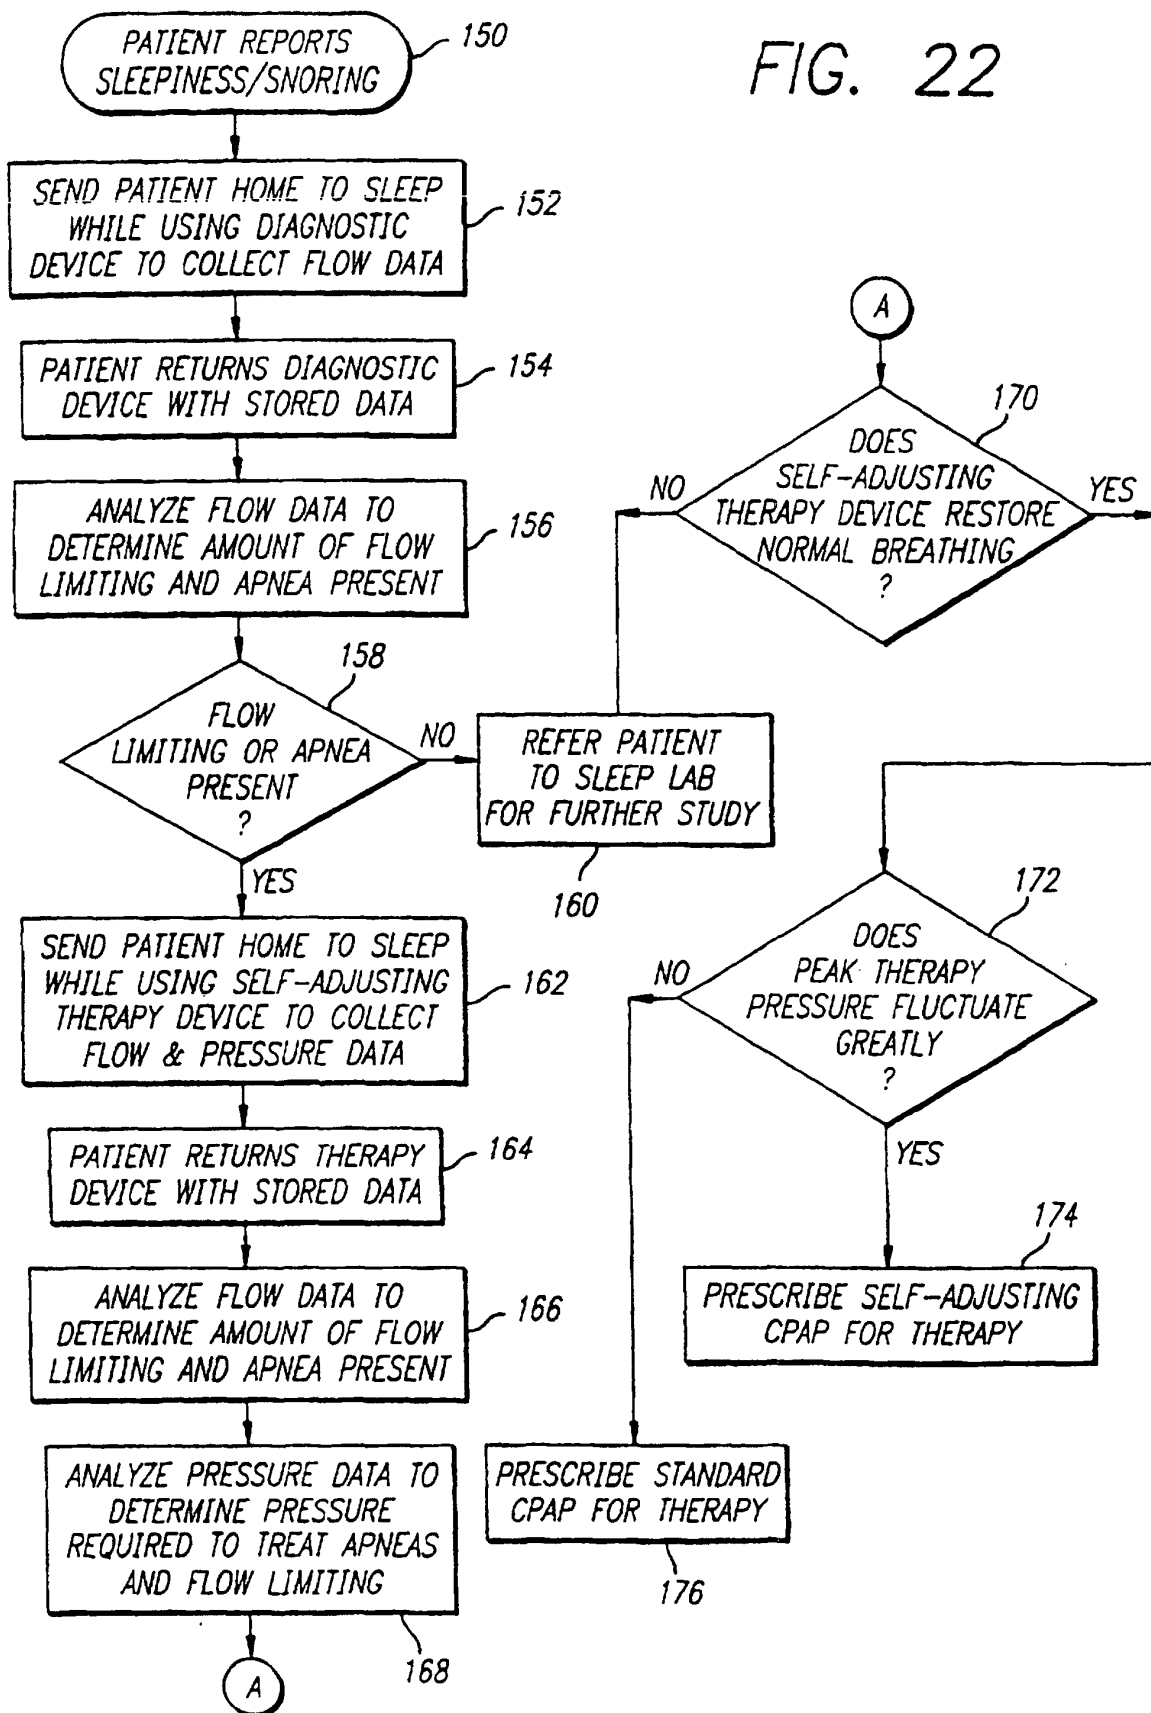 FIG. 22
PATIENT REPORTS
SLEEPINESS/SNORING
150
SEND PATIENT HOME TO SLEEP
WHILE USING DIAGNOSTIC
DEVICE TO COLLECT FLOW DATA
152
PATIENT RETURNS DIAGNOSTIC
DEVICE WITH STORED DATA
154
ANALYZE FLOW DATA TO
DETERMINE AMOUNT OF FLOW
LIMITING AND APNEA PRESENT
156
FLOW
LIMITING OR APNEA
PRESENT
?
158
NO
YES
REFER PATIENT
TO SLEEP LAB
FOR FURTHER STUDY
160
SEND PATIENT HOME TO SLEEP
WHILE USING SELF-ADJUSTING
THERAPY DEVICE TO COLLECT
FLOW & PRESSURE DATA
162
PATIENT RETURNS THERAPY
DEVICE WITH STORED DATA
164
ANALYZE FLOW DATA TO
DETERMINE AMOUNT OF FLOW
LIMITING AND APNEA PRESENT
166
ANALYZE PRESSURE DATA TO
DETERMINE PRESSURE
REQUIRED TO TREAT APNEAS
AND FLOW LIMITING
168
A
A
DOES
SELF-ADJUSTING
THERAPY DEVICE RESTORE
NORMAL BREATHING
?
170
NO
YES
DOES
PEAK THERAPY
PRESSURE FLUCTUATE
GREATLY
?
172
NO
YES
PRESCRIBE SELF-ADJUSTING
CPAP FOR THERAPY
174
PRESCRIBE STANDARD
CPAP FOR THERAPY
176